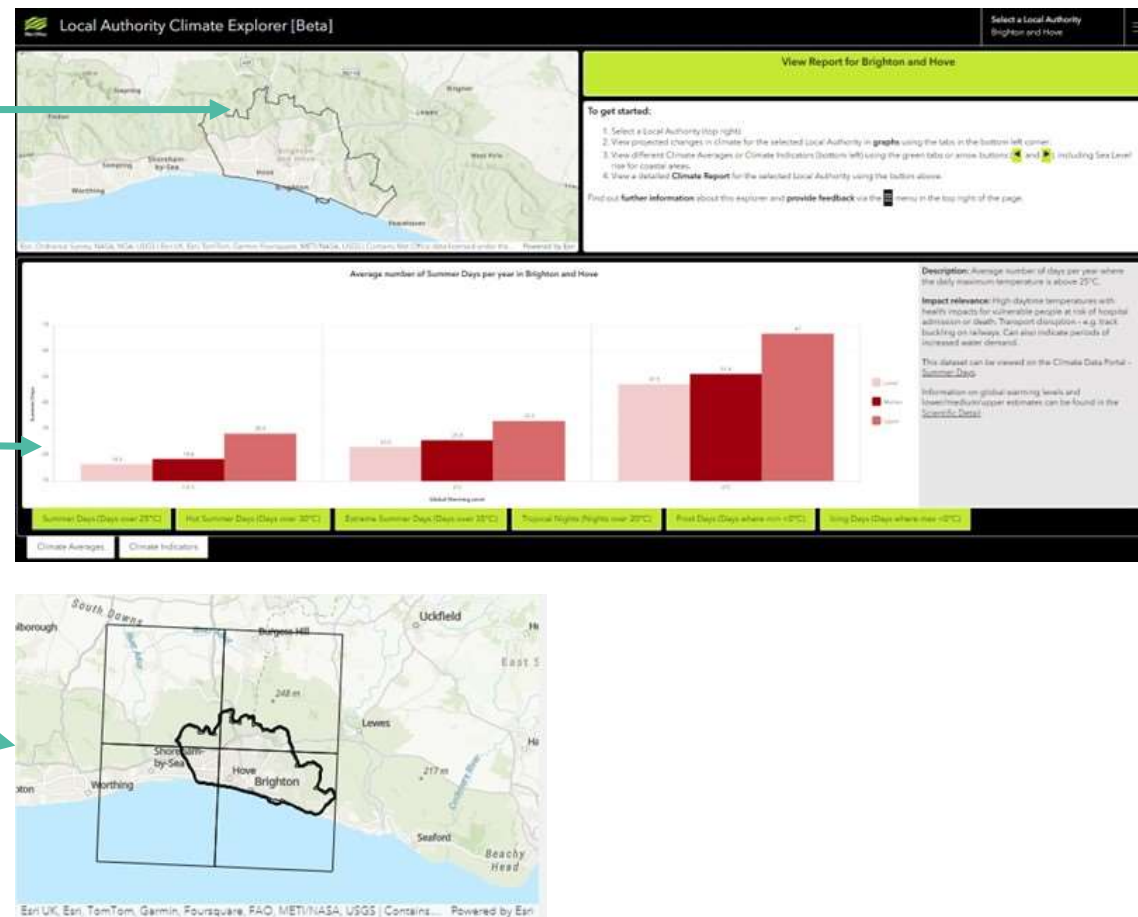 Local Authority Climate Explorer [Beta]
Select a Local Authority
Brighton and Hove
View Report for Brighton and Hove
To get started:
1. Select a Local Authority (top right)
2. View projected changes in climate for the selected Local Authority in graphs using the tabs in the bottom left corner.
3. View different Climate Averages or Climate Indicators (bottom left) using the green tabs or arrow buttons ( and ), including Sea Level
rise for coastal areas.
4. View a detailed Climate Report for the selected Local Authority using the button above.
Find out further information about this explorer and provide feedback via the menu in the top right of the page.
Lewes
Shoreham-
by-Sea
Hove
Worthing
Brighton
Powered by Esri
Average number of Summer Days per year in Brighton and Hove
Summer Days
Global Warming Level
Lower
Median
Upper
Description: Average number of days per year where
the daily maximum temperature is above 25°C.
Impact relevance: High daytime temperatures with
health impacts for vulnerable people at risk of hospital
admission or death. Transport disruption - e.g. track
buckling on railways. Can also indicate periods of
increased water demand.
This dataset can be viewed on the Climate Data Portal -
Summer Days.
Information on global warming levels and
lower/medium/upper estimates can be found in the
Scientific Detail
Summer Days (Days over 25°C)
Hot Summer Days (Days over 30°C)
Extreme Summer Days (Days over 35°C)
Tropical Nights (Nights over 20°C)
Frost Days (Days where min <0°C)
Icing Days (Days where max <0°C)
Climate Averages
Climate Indicators
South Downs
Uckfield
lborough
Burgess Hill
East S
248 m
Lewes
Shoreham-
by-Sea
Hove
Brighton
217 m
Worthing
Seaford
Beachy
Head
Esri UK, Esri, TomTom, Garmin, Foursquare, FAO, METI/NASA, USGS | Contains... Powered by Esri